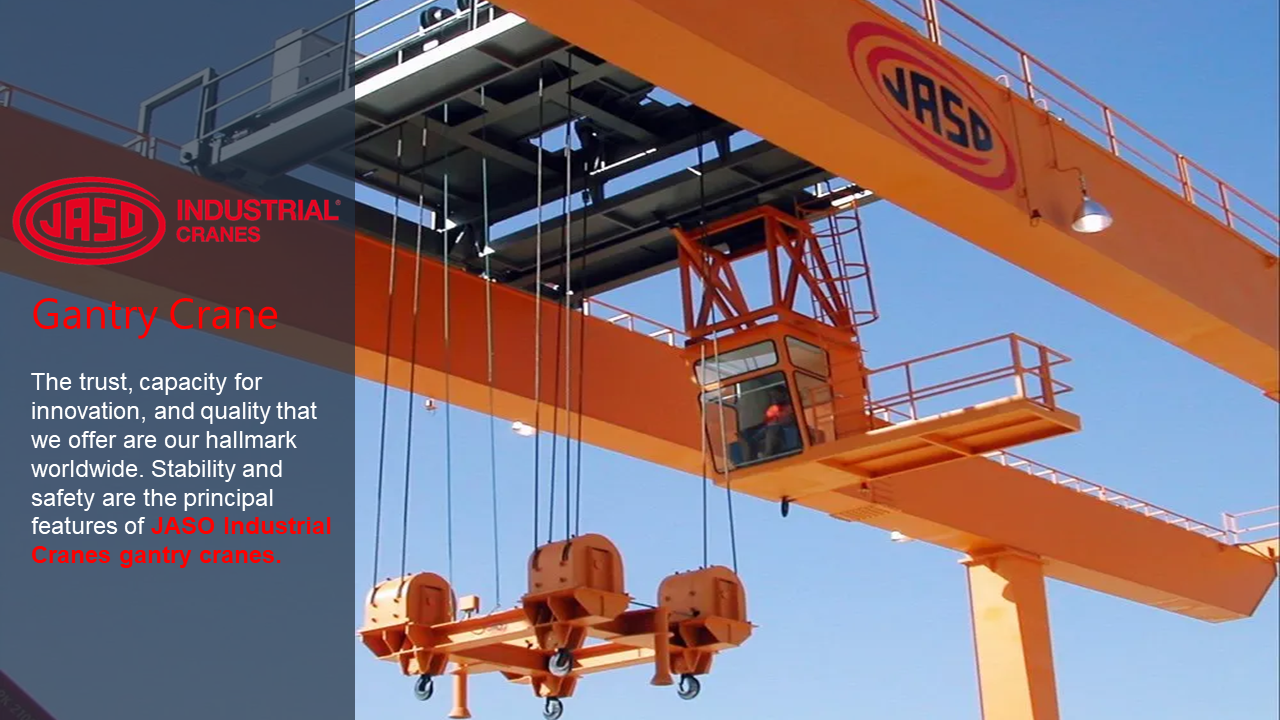 JASO
JASO INDUSTRIAL®
CRANES
Gantry Crane
The trust, capacity for
innovation, and quality that
we offer are our hallmark
worldwide. Stability and
safety are the principal
features of JASO Industrial
Cranes gantry cranes.